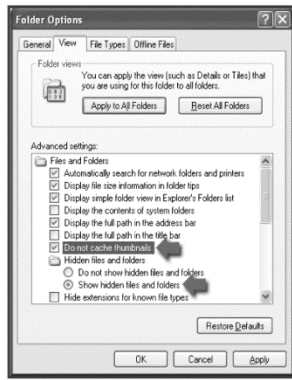 Folder Options
General View File Types Offline Files
Folder views
You can apply the view (such as Details or Tiles) that
you are using for this folder to all folders.
Apply to All Folders Reset All Folders
Advanced settings:
Files and Folders
Automatically search for network folders and printers
Display file size information in folder tips
Display simple folder view in Explorer's Folders list
Display the contents of system folders
Display the full path in the address bar
Display the full path in the title bar
Do not cache thumbnails
Hidden files and folders
Do not show hidden files and folders
Show hidden files and folders
Hide extensions for known file types
Restore Defaults
OK Cancel Apply